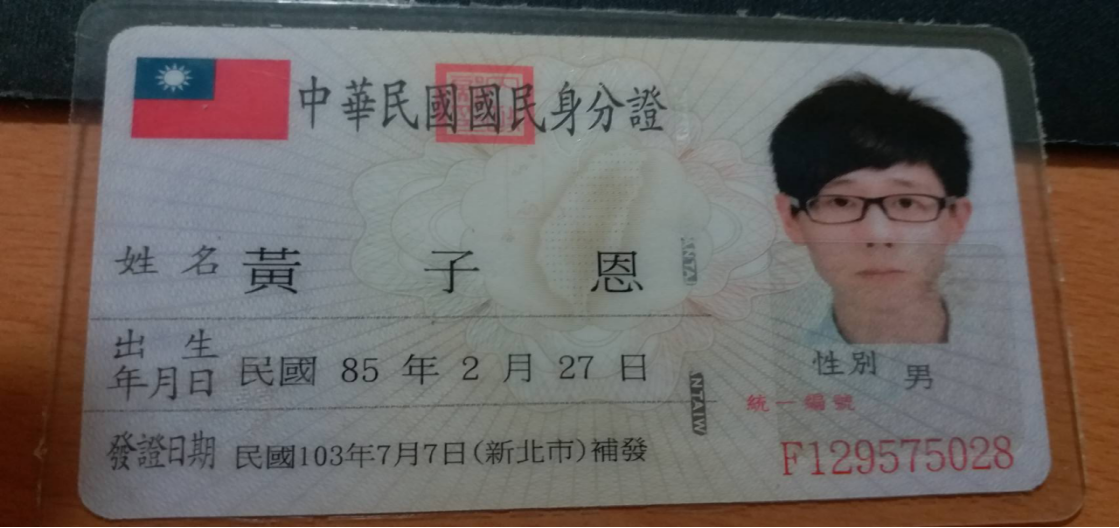 中華民國國民身分證
姓名 黃子恩
出生年月日 民國 85 年 2 月 27 日
性別 男
統一編號
發證日期 民國103年7月7日(新北市)補發
F129575028